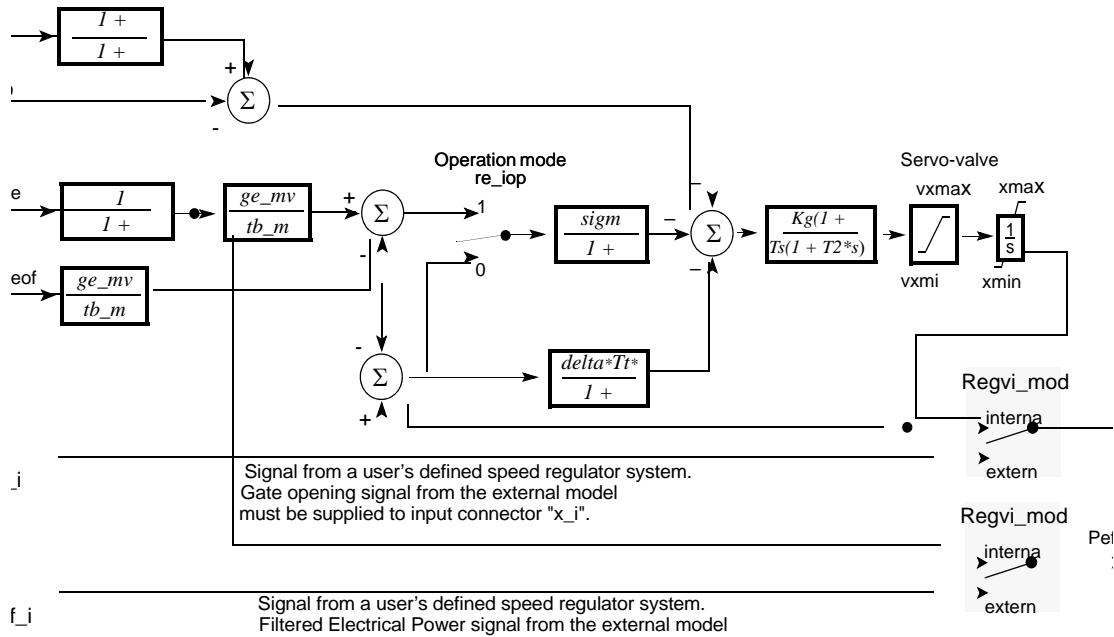 1 +
1 +
+
Σ
-
Operation mode
re_iop
Servo-valve
vxmax
xmax
e
1
1 +
ge_mv
tb_m
+
Σ
-
1
0
sigm
1 +
–
–
–
Σ
Kg(1 +
Ts(1 + T2*s)
1
s
vxmi
xmin
eof
ge_mv
tb_m
-
Σ
+
delta*Tt*
1 +
Regvi_mod
interna
extern
_i
Signal from a user's defined speed regulator system.
Gate opening signal from the external model
must be supplied to input connector "x_i".
Regvi_mod
interna
extern
Pef
f_i
Signal from a user's defined speed regulator system.
Filtered Electrical Power signal from the external model